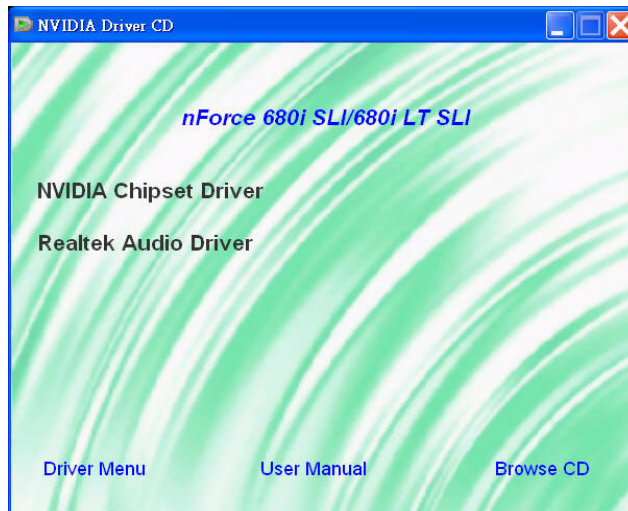 NVIDIA Driver CD
nForce 680i SLI/680i LT SLI
NVIDIA Chipset Driver
Realtek Audio Driver
Driver Menu User Manual Browse CD